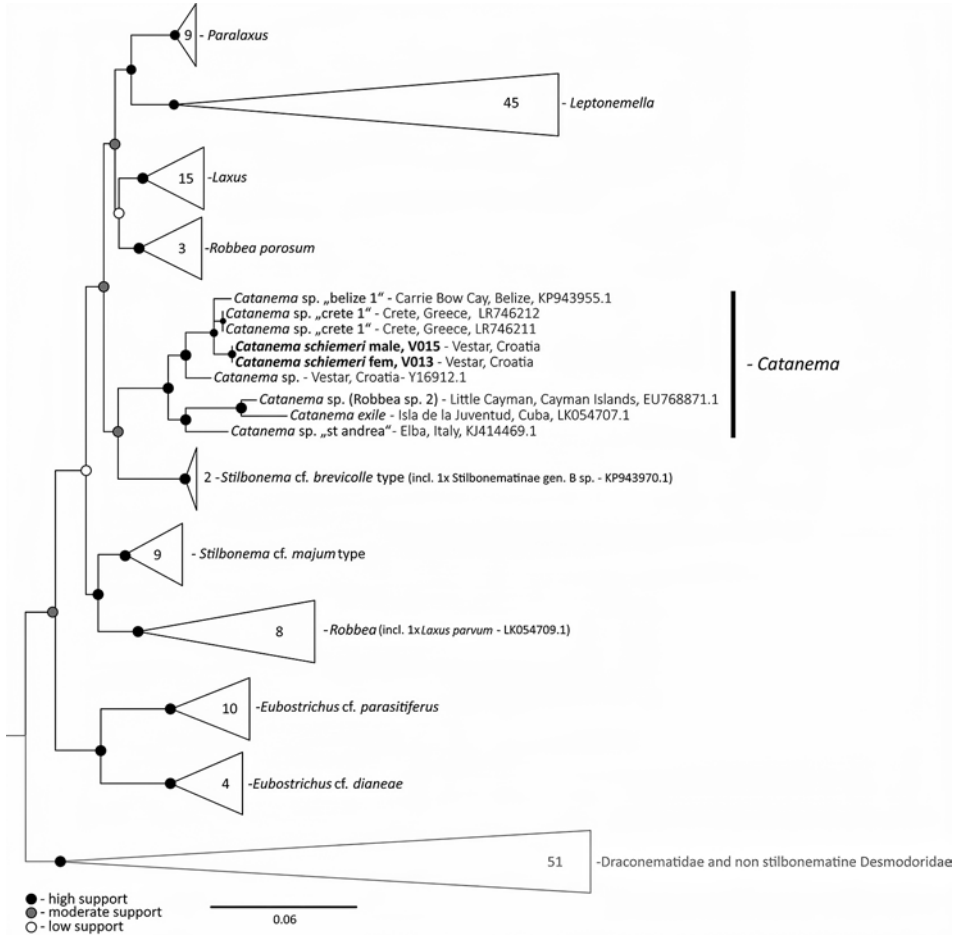 9 - Paralaxus
45 - Leptonemella
15 -Laxus
3 -Robbea porosum
Catanema sp. „belize 1“ - Carrie Bow Cay, Belize, KP943955.1
Catanema sp. „crete 1“ - Crete, Greece, LR746212
Catanema sp. „crete 1“ - Crete, Greece, LR746211
Catanema schiemeri male, V015 - Vestar, Croatia
Catanema schiemeri fem, V013 - Vestar, Croatia
Catanema sp. - Vestar, Croatia- Y16912.1
Catanema sp. (Robbea sp. 2) - Little Cayman, Cayman Islands, EU768871.1
Catanema exile - Isla de la Juventud, Cuba, LK054707.1
Catanema sp. „st andrea“- Elba, Italy, KJ414469.1
- Catanema
2 -Stilbonema cf. brevicolle type (incl. 1x Stilbonematinae gen. B sp. - KP943970.1)
9 - Stilbonema cf. majum type
8 -Robbea (incl. 1x Laxus parvum - LK054709.1)
10 -Eubostrichus cf. parasitiferus
4 -Eubostrichus cf. dianeae
51 -Draconematidae and non stilbonematine Desmodoridae
- high support
- moderate support
- low support
0.06